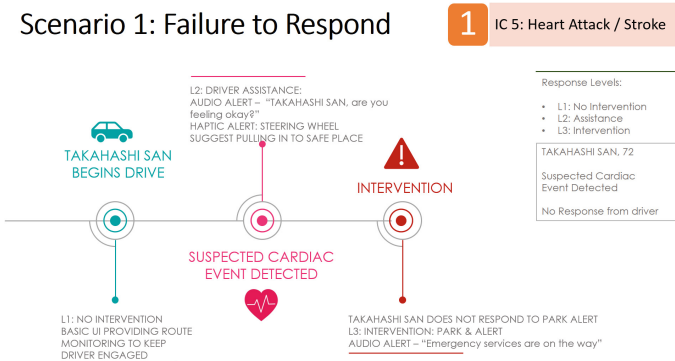 Scenario 1: Failure to Respond
1
IC 5: Heart Attack / Stroke
L2: DRIVER ASSISTANCE:
AUDIO ALERT – “TAKAHASHI SAN, are you
feeling okay?”
HAPTIC ALERT: STEERING WHEEL
SUGGEST PULLING IN TO SAFE PLACE
Response Levels:
• L1: No Intervention
• L2: Assistance
• L3: Intervention
TAKAHASHI SAN, 72
Suspected Cardiac
Event Detected
No Response from driver
TAKAHASHI SAN
BEGINS DRIVE
INTERVENTION
SUSPECTED CARDIAC
EVENT DETECTED
L1: NO INTERVENTION
BASIC UI PROVIDING ROUTE
MONITORING TO KEEP
DRIVER ENGAGED
TAKAHASHI SAN DOES NOT RESPOND TO PARK ALERT
L3: INTERVENTION: PARK & ALERT
AUDIO ALERT – “Emergency services are on the way”